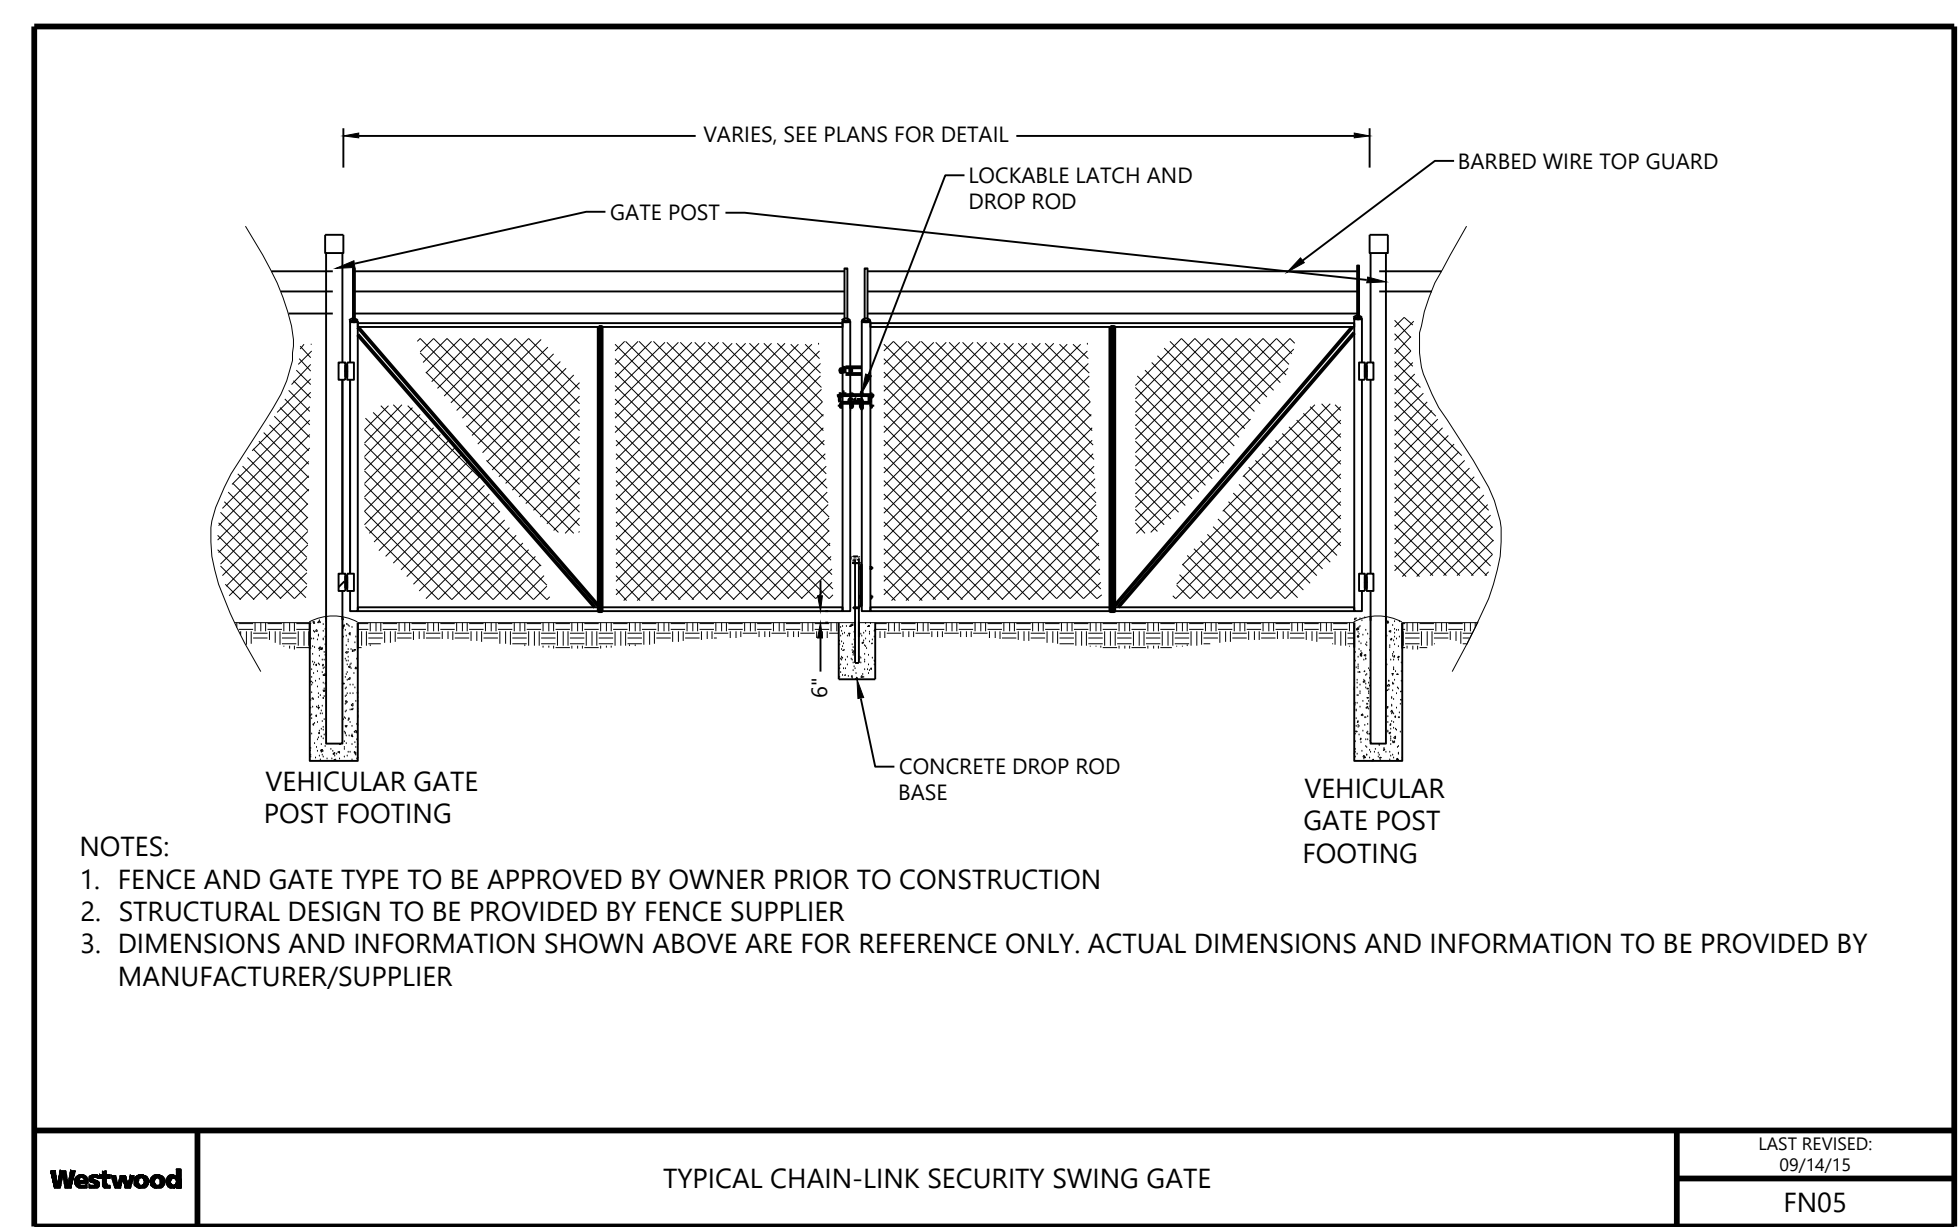 VARIES, SEE PLANS FOR DETAIL
BARBED WIRE TOP GUARD
LOCKABLE LATCH AND
DROP ROD
GATE POST
6"
CONCRETE DROP ROD
BASE
VEHICULAR GATE
POST FOOTING
VEHICULAR
GATE POST
FOOTING
NOTES:
1. FENCE AND GATE TYPE TO BE APPROVED BY OWNER PRIOR TO CONSTRUCTION
2. STRUCTURAL DESIGN TO BE PROVIDED BY FENCE SUPPLIER
3. DIMENSIONS AND INFORMATION SHOWN ABOVE ARE FOR REFERENCE ONLY. ACTUAL DIMENSIONS AND INFORMATION TO BE PROVIDED BY
MANUFACTURER/SUPPLIER
Westwood
TYPICAL CHAIN-LINK SECURITY SWING GATE
LAST REVISED:
09/14/15
FN05